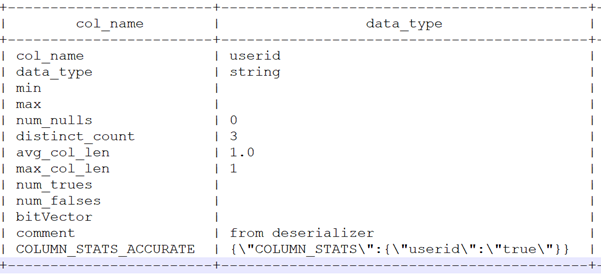 col_name data_type
col_name userid
data_type string
min
max
num_nulls 0
distinct_count 3
avg_col_len 1.0
max_col_len 1
num_trues
num_falses
bitVector
comment from deserializer
COLUMN_STATS_ACCURATE {\"COLUMN_STATS\":{\"userid\":\"true\"}}